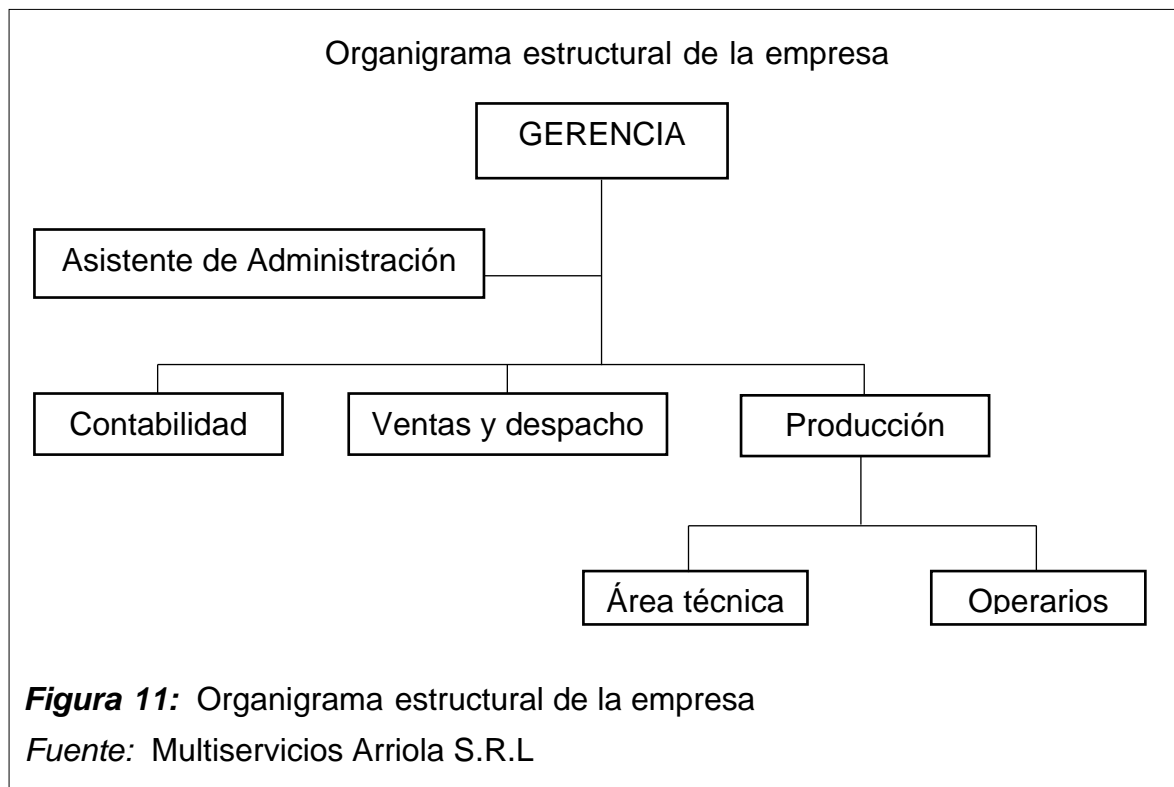 Organigrama estructural de la empresa
GERENCIA
Asistente de Administración
Contabilidad
Ventas y despacho
Producción
Área técnica
Operarios
Figura 11: Organigrama estructural de la empresa
Fuente: Multiservicios Arriola S.R.L